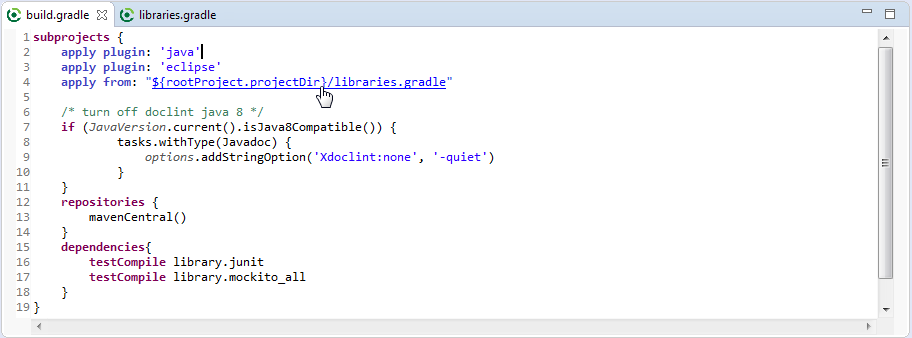 build.gradle libraries.gradle
1 subprojects {
2     apply plugin: 'java'
3     apply plugin: 'eclipse'
4     apply from: "${rootProject.projectDir}/libraries.gradle"
5
6     /* turn off doclint java 8 */
7     if (JavaVersion.current().isJava8Compatible()) {
8             tasks.withType(Javadoc) {
9                 options.addStringOption('Xdoclint:none', '-quiet')
10             }
11     }
12     repositories {
13         mavenCentral()
14     }
15     dependencies{
16         testCompile library.junit
17         testCompile library.mockito_all
18     }
19 }